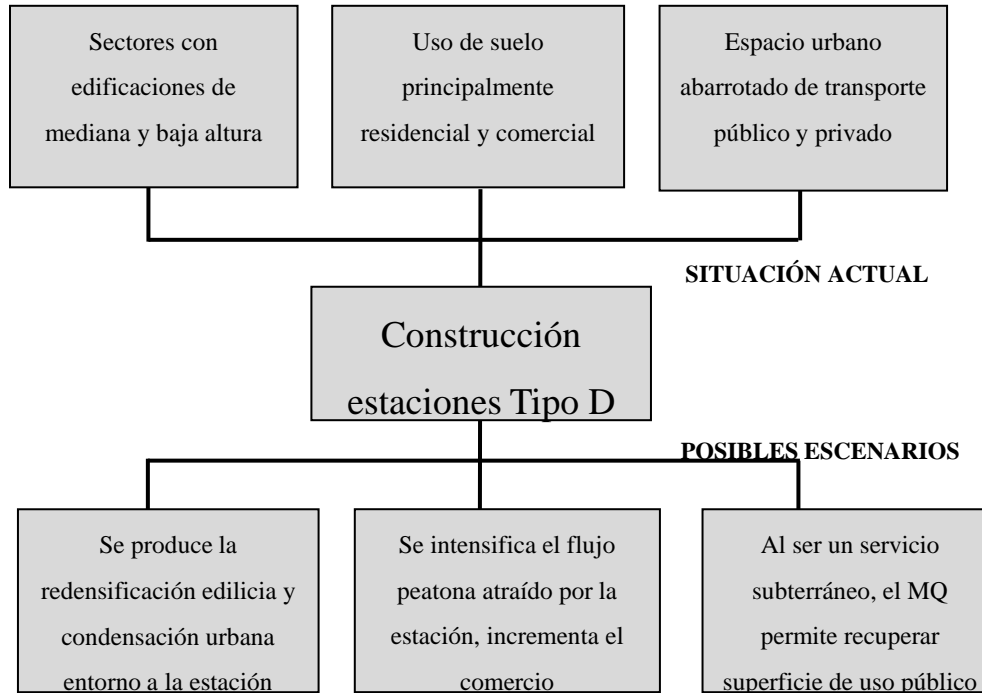 Sectores con
edificaciones de
mediana y baja altura
Uso de suelo
principalmente
residencial y comercial
Espacio urbano
abarrotado de transporte
público y privado
SITUACIÓN ACTUAL
Construcción
estaciones Tipo D
POSIBLES ESCENARIOS
Se produce la
redensificación edilicia y
condensación urbana
entorno a la estación
Se intensifica el flujo
peatona atraído por la
estación, incrementa el
comercio
Al ser un servicio
subterráneo, el MQ
permite recuperar
superficie de uso público